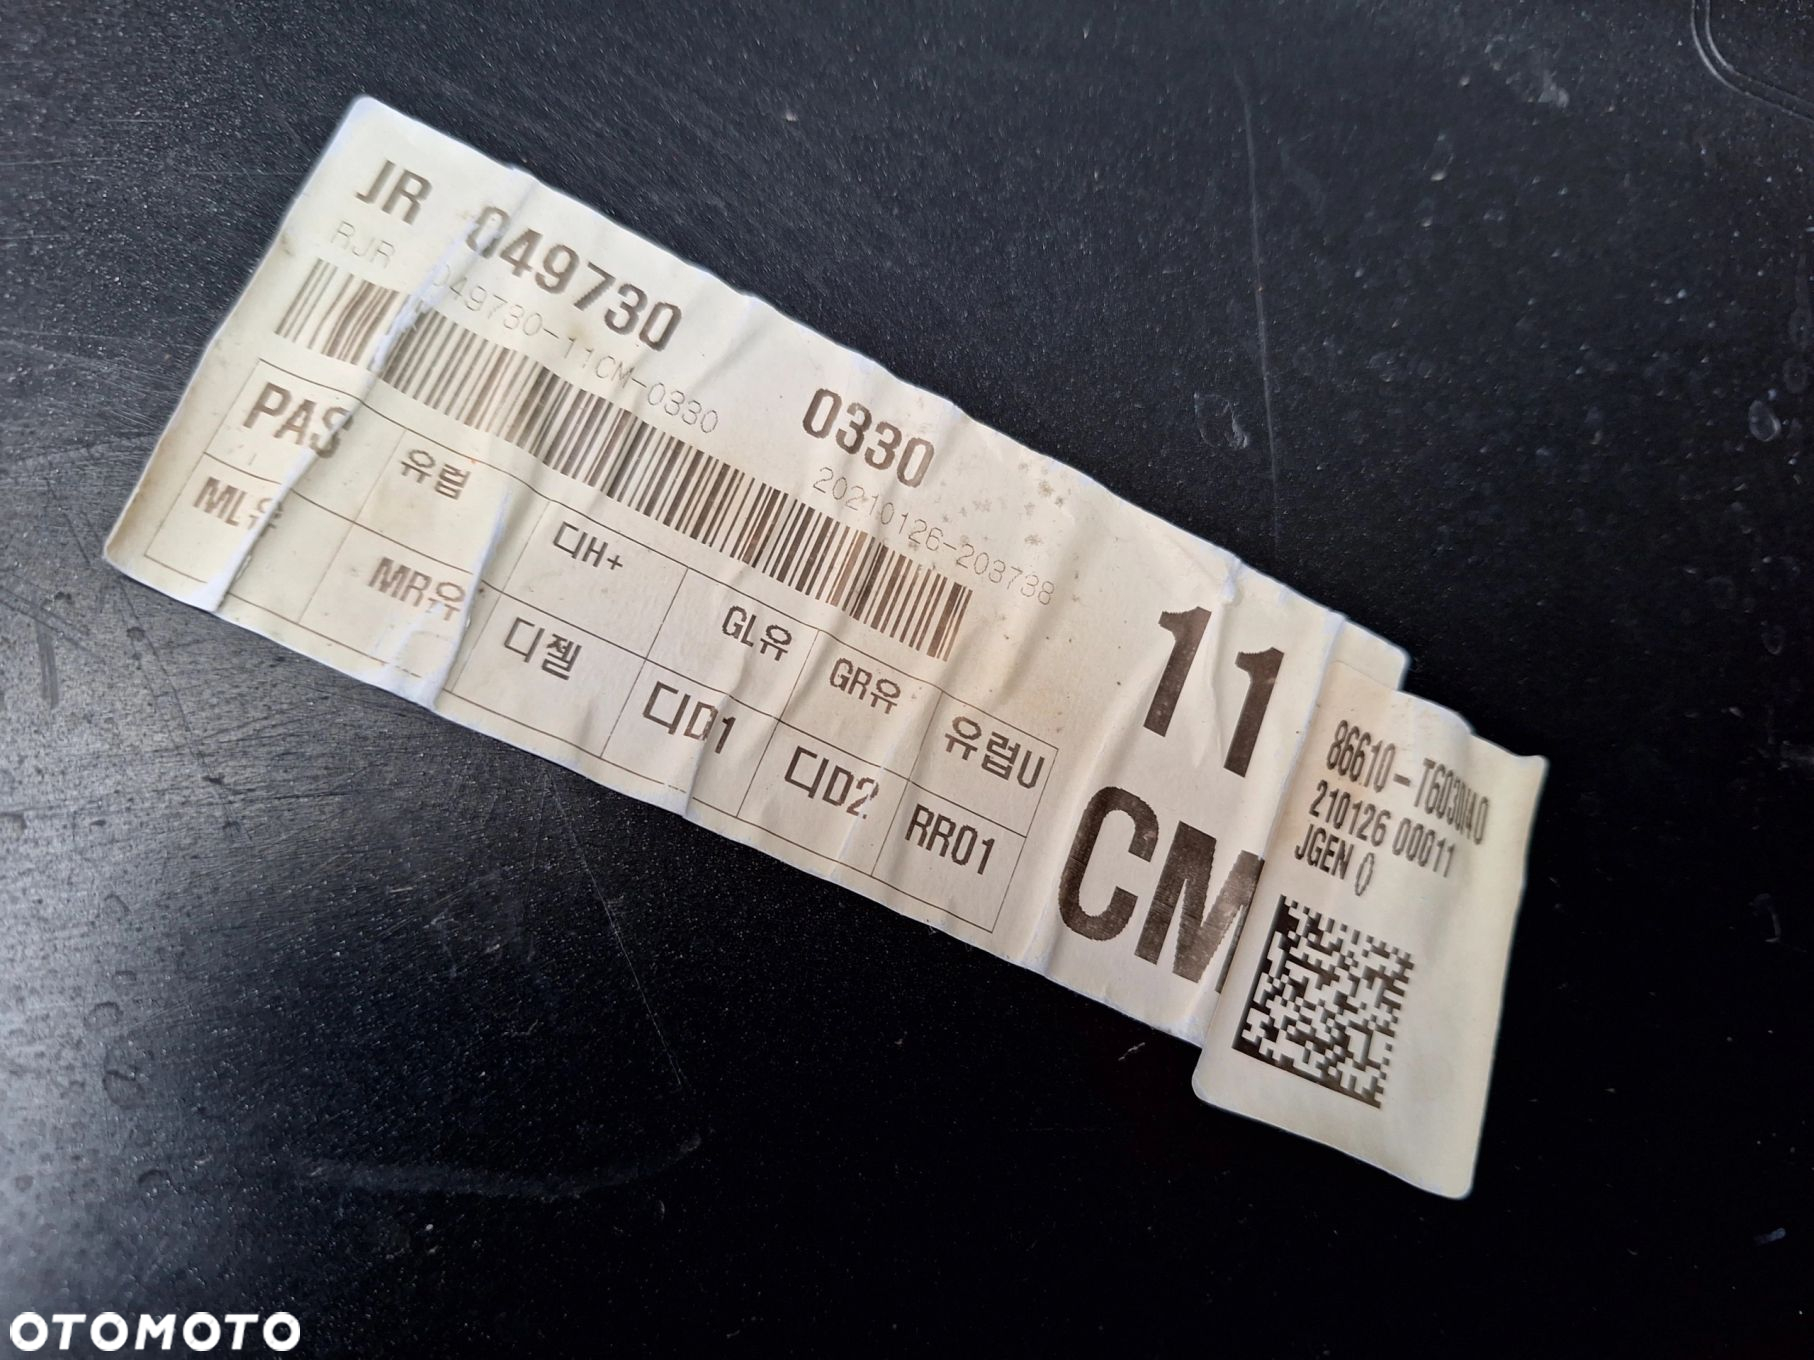 JR 049730 0330
RJR 049730-11CM-0330 20210126-203738
PAS 유럽 디H+ GL유 GR유 유럽U
ML유 MR유 디젤 디D1 디D2 RR01
11
CM
86610-T6030I40
210126 00011
JGEN 0
OTOMOTO